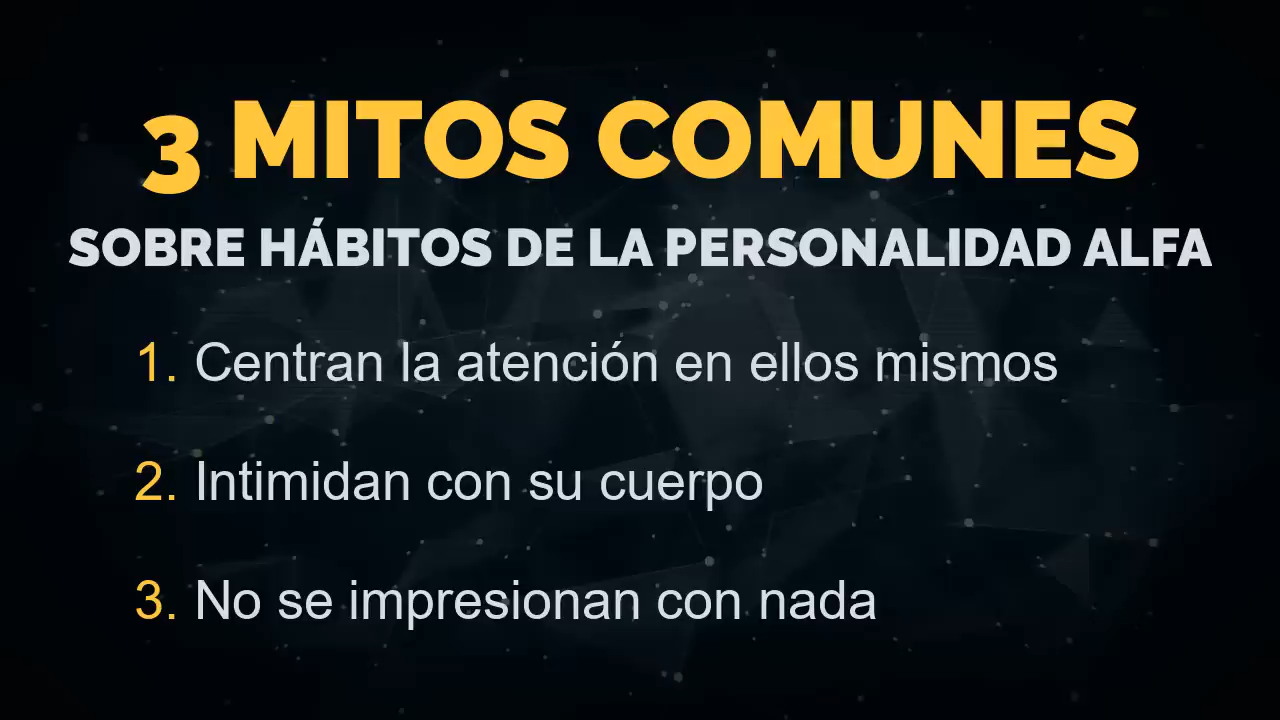 3 MITOS COMUNES
SOBRE HÁBITOS DE LA PERSONALIDAD ALFA
1. Centran la atención en ellos mismos
2. Intimidan con su cuerpo
3. No se impresionan con nada